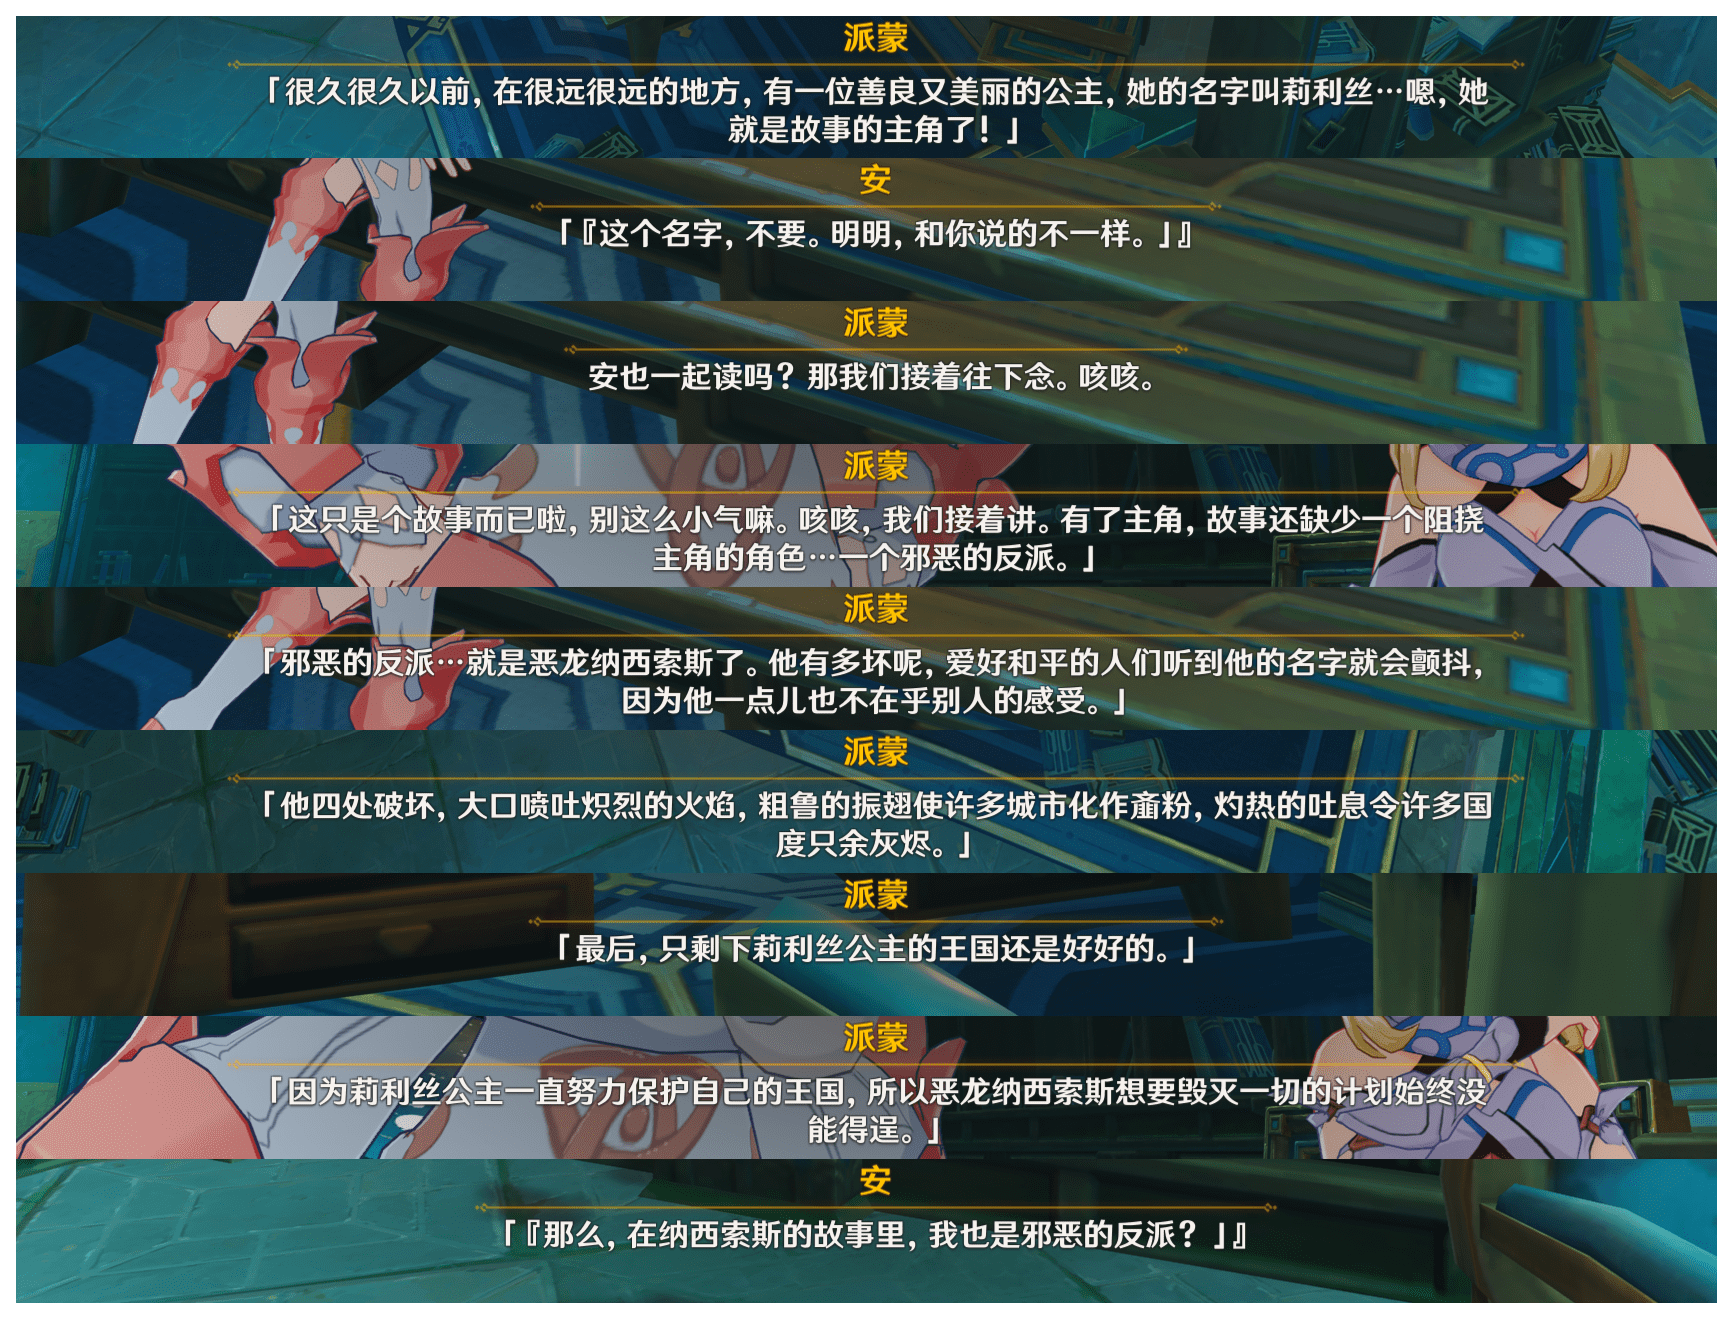 派蒙
「很久很久以前，在很远很远的地方，有一位善良又美丽的公主，她的名字叫莉利丝…嗯，她
就是故事的主角了！」
安
「『这个名字，不要。明明，和你说的不一样。」』
派蒙
安也一起读吗？那我们接着往下念。咳咳。
派蒙
「这只是个故事而已啦，别这么小气嘛。咳咳，我们接着讲。有了主角，故事还缺少一个阻挠
主角的角色…一个邪恶的反派。」
派蒙
「邪恶的反派…就是恶龙纳西索斯了。他有多坏呢，爱好和平的人们听到他的名字就会颤抖，
因为他一点儿也不在乎别人的感受。」
派蒙
「他四处破坏，大口喷吐炽烈的火焰，粗鲁的振翅使许多城市化作齑粉，灼热的吐息令许多国
度只余灰烬。」
派蒙
「最后，只剩下莉利丝公主的王国还是好好的。」
派蒙
「因为莉利丝公主一直努力保护自己的王国，所以恶龙纳西索斯想要毁灭一切的计划始终没
能得逞。」
安
「『那么，在纳西索斯的故事里，我也是邪恶的反派？」』